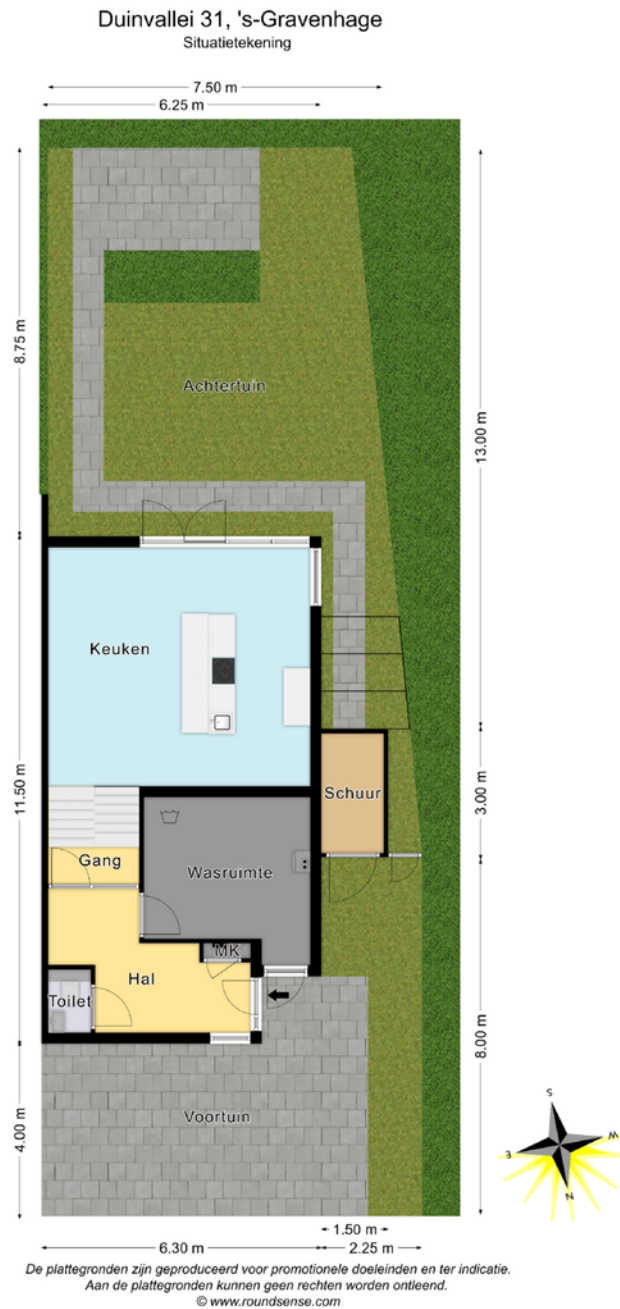 Duinvallei 31, 's-Gravenhage
Situatietekening
7.50 m
6.25 m
8.75 m
13.00 m
Achtertuin
Keuken
11.50 m
Schuur
3.00 m
Gang
Wasruimte
MK
Hal
Toilet
8.00 m
4.00 m
Voortuin
S
W
E
N
1.50 m
6.30 m
2.25 m
De plattegronden zijn geproduceerd voor promotionele doeleinden en ter indicatie.
Aan de plattegronden kunnen geen rechten worden ontleend.
© www.roundsense.com